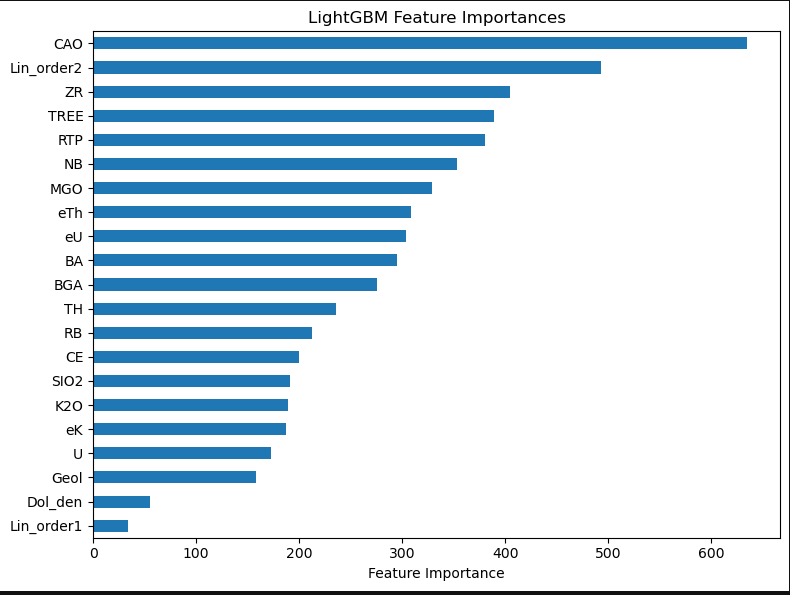 LightGBM Feature Importances
CAO
Lin_order2
ZR
TREE
RTP
NB
MGO
eTh
eU
BA
BGA
TH
RB
CE
SIO2
K2O
eK
U
Geol
Dol_den
Lin_order1
0 100 200 300 400 500 600
Feature Importance